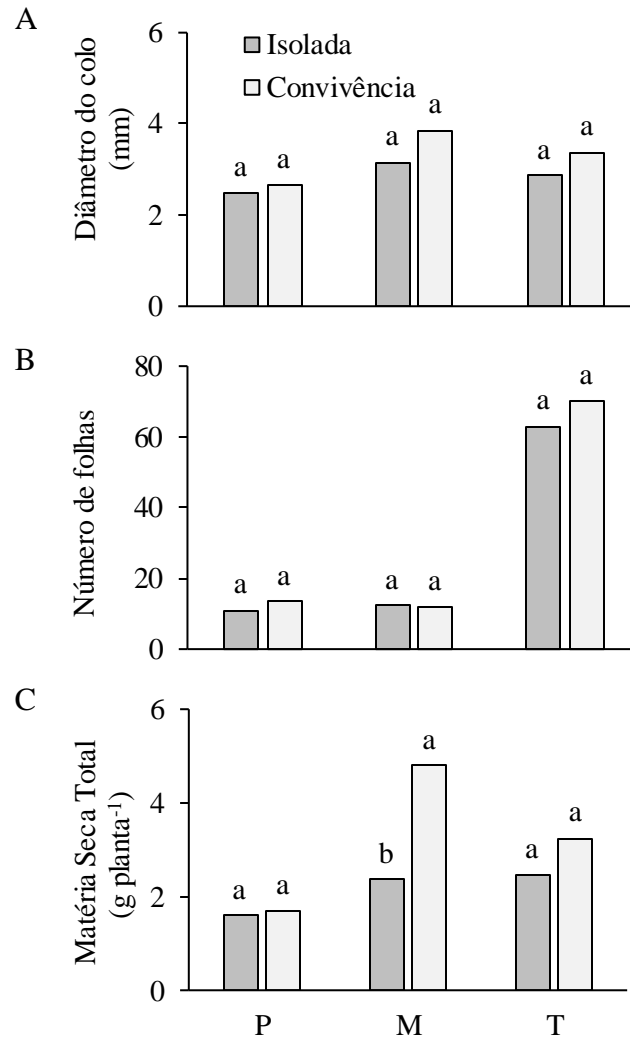 A
Diâmetro do colo
(mm)
6
4
2
0
Isolada
Convivência
a a a a a a
B
Número de folhas
80
60
40
20
0
a a a a a a
C
Matéria Seca Total
(g planta-1)
6
4
2
0
a a b a a a
P M T